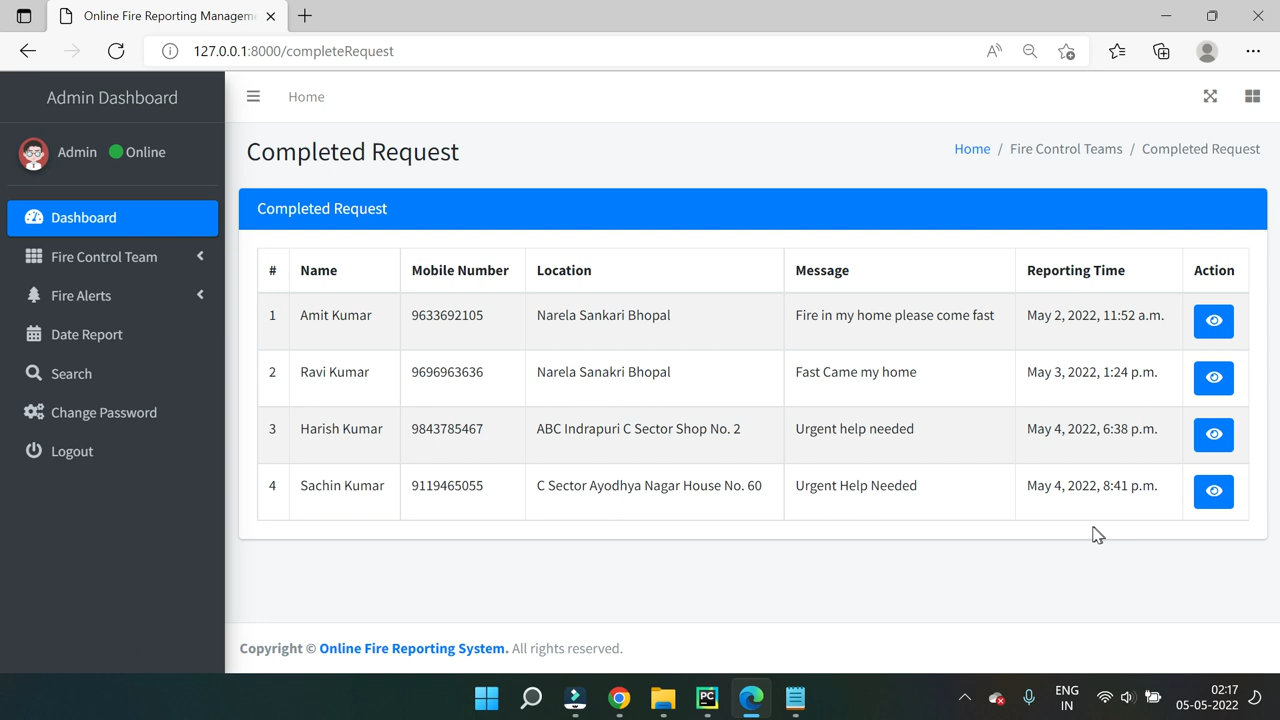 Online Fire Reporting Managem
127.0.0.1:8000/completeRequest
Admin Dashboard
Home
Admin Online
Completed Request
Home / Fire Control Teams / Completed Request
Dashboard
Fire Control Team
Fire Alerts
Date Report
Search
Change Password
Logout
Completed Request
# Name Mobile Number Location Message Reporting Time Action
1 Amit Kumar 9633692105 Narela Sankari Bhopal Fire in my home please come fast May 2, 2022, 11:52 a.m.
2 Ravi Kumar 9696963636 Narela Sanakri Bhopal Fast Came my home May 3, 2022, 1:24 p.m.
3 Harish Kumar 9843785467 ABC Indrapuri C Sector Shop No. 2 Urgent help needed May 4, 2022, 6:38 p.m.
4 Sachin Kumar 9119465055 C Sector Ayodhya Nagar House No. 60 Urgent Help Needed May 4, 2022, 8:41 p.m.
Copyright © Online Fire Reporting System. All rights reserved.
PC
ENG
IN
02:17
05-05-2022